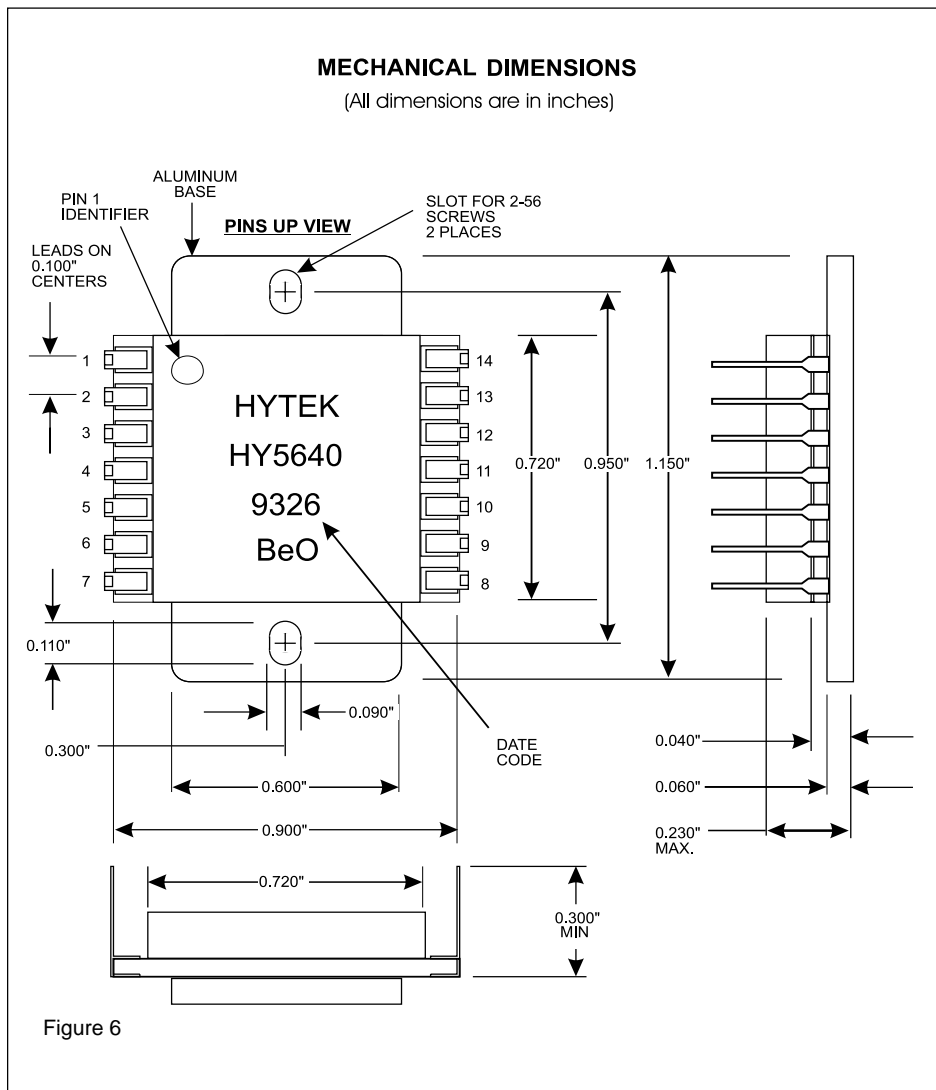 MECHANICAL DIMENSIONS
(All dimensions are in inches)
ALUMINUM
BASE
PIN 1
IDENTIFIER
PINS UP VIEW
SLOT FOR 2-56
SCREWS
2 PLACES
LEADS ON
0.100"
CENTERS
1
2
3
4
5
6
7
HYTEK
HY5640
9326
BeO
14
13
12
11
10
9
8
0.720"
0.950"
1.150"
0.110"
0.090"
0.300"
DATE
CODE
0.600"
0.900"
0.040"
0.060"
0.230"
MAX.
0.720"
0.300"
MIN
Figure 6